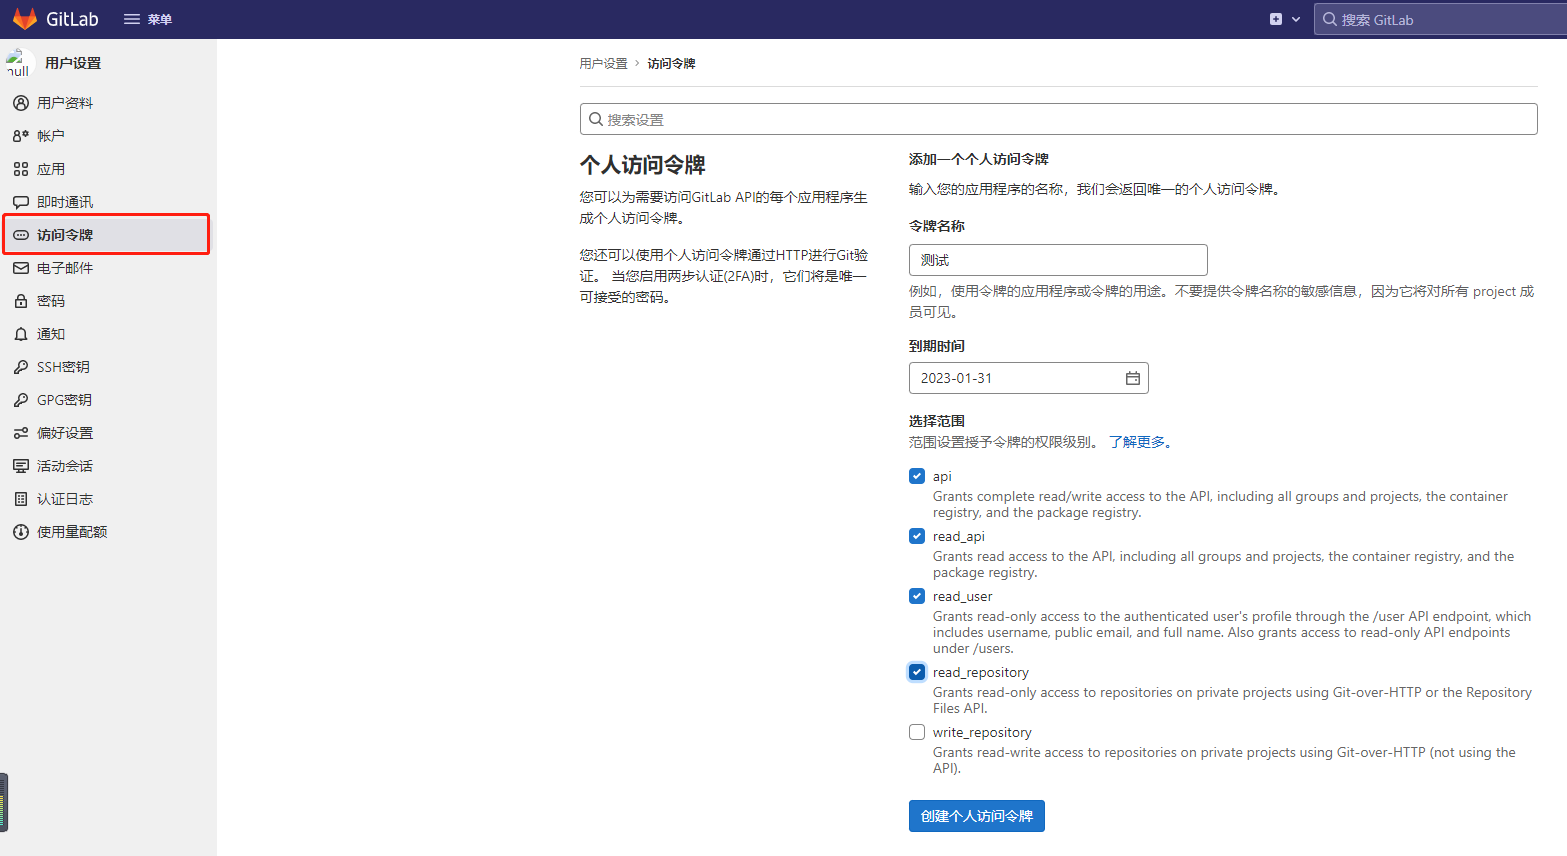 GitLab 菜单 搜索 GitLab
null 用户设置
用户资料
帐户
应用
即时通讯
访问令牌
电子邮件
密码
通知
SSH密钥
GPG密钥
偏好设置
活动会话
认证日志
使用量配额
用户设置 › 访问令牌
搜索设置
个人访问令牌
您可以为需要访问GitLab API的每个应用程序生
成个人访问令牌。
您还可以使用个人访问令牌通过HTTP进行Git验
证。 当您启用两步认证(2FA)时，它们将是唯一
可接受的密码。
添加一个个人访问令牌
输入您的应用程序的名称，我们会返回唯一的个人访问令牌。
令牌名称
测试
例如，使用令牌的应用程序或令牌的用途。不要提供令牌名称的敏感信息，因为它将对所有 project 成
员可见。
到期时间
2023-01-31
选择范围
范围设置授予令牌的权限级别。 了解更多。
api
Grants complete read/write access to the API, including all groups and projects, the container
registry, and the package registry.
read_api
Grants read access to the API, including all groups and projects, the container registry, and the
package registry.
read_user
Grants read-only access to the authenticated user's profile through the /user API endpoint, which
includes username, public email, and full name. Also grants access to read-only API endpoints
under /users.
read_repository
Grants read-only access to repositories on private projects using Git-over-HTTP or the Repository
Files API.
write_repository
Grants read-write access to repositories on private projects using Git-over-HTTP (not using the
API).
创建个人访问令牌